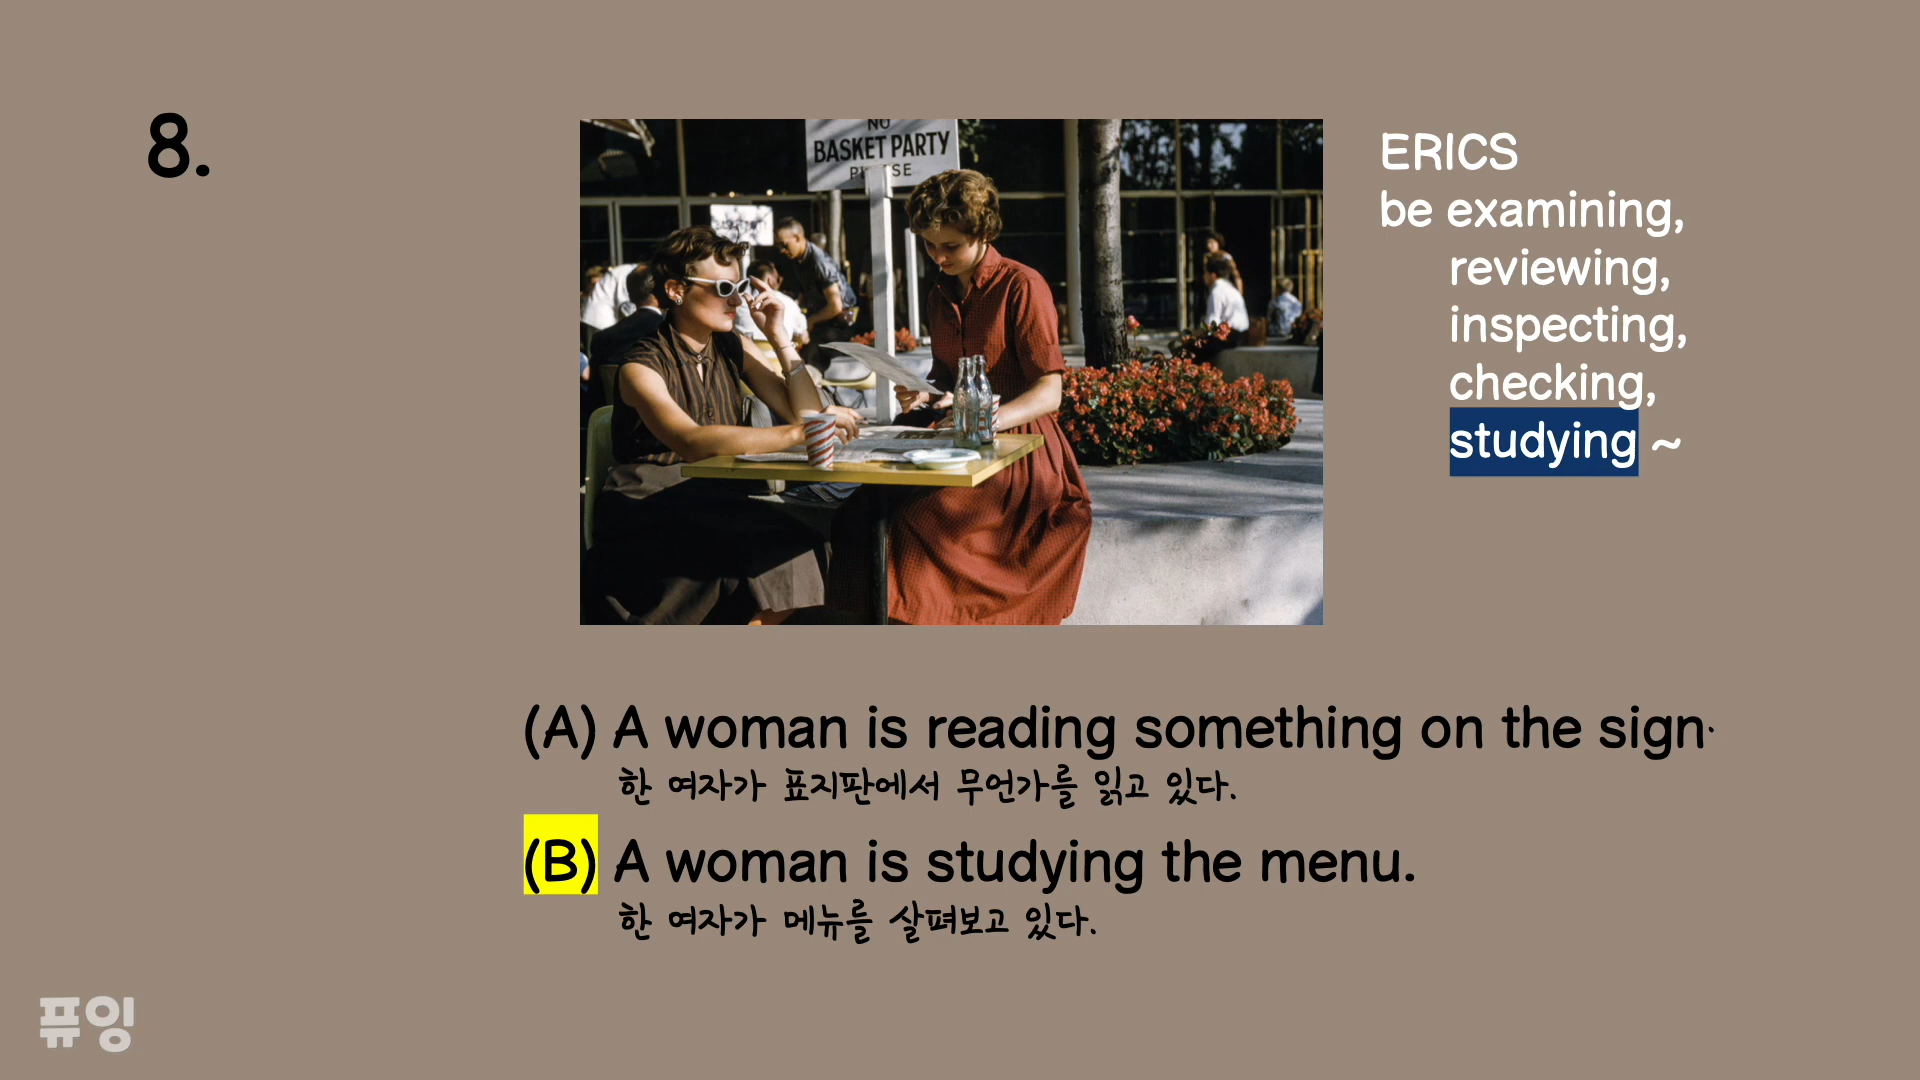 8.
NO
BASKET PARTY
ERICS
be examining,
reviewing,
inspecting,
checking,
studying ~
(A) A woman is reading something on the sign.
한 여자가 표지판에서 무언가를 읽고 있다.
(B) A woman is studying the menu.
한 여자가 메뉴를 살펴보고 있다.
퓨잉